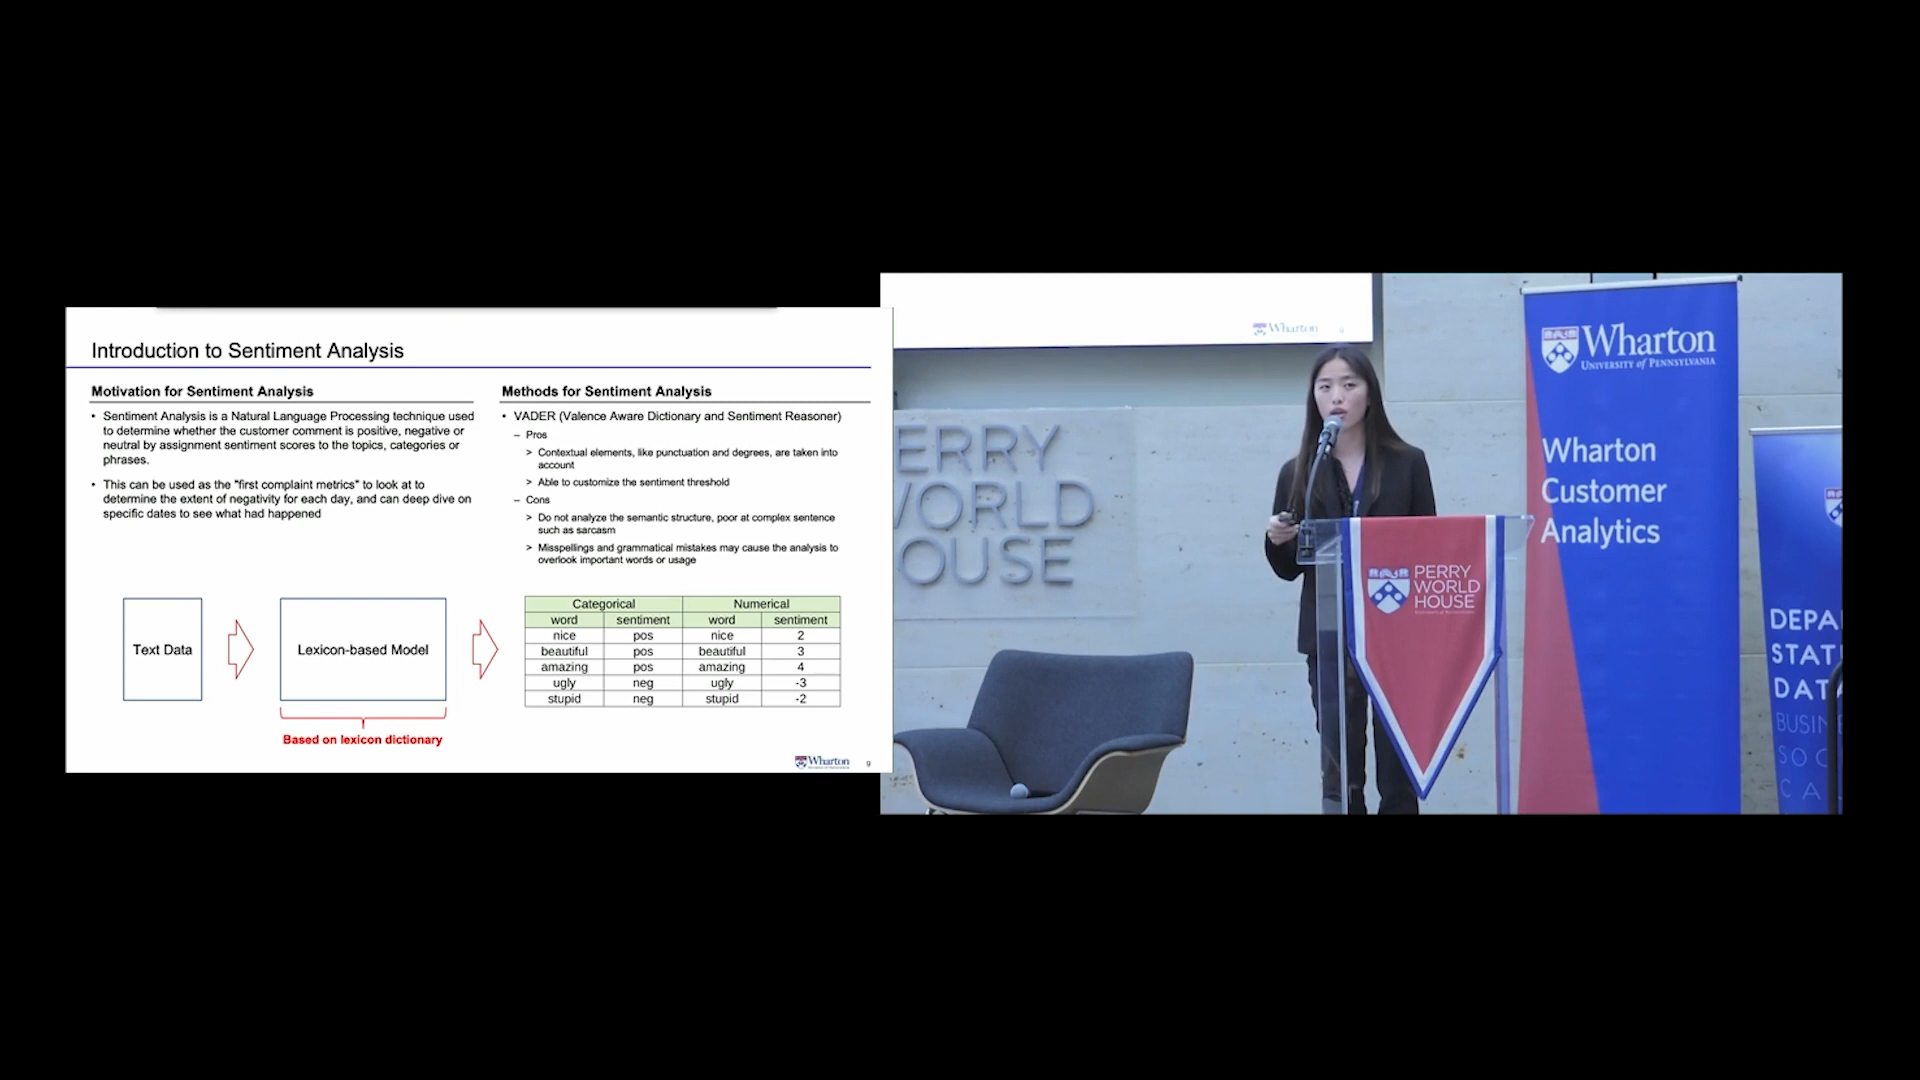 Introduction to Sentiment Analysis
Motivation for Sentiment Analysis
• Sentiment Analysis is a Natural Language Processing technique used
to determine whether the customer comment is positive, negative or
neutral by assignment sentiment scores to the topics, categories or
phrases.
• This can be used as the "first complaint metrics" to look at to
determine the extent of negativity for each day, and can deep dive on
specific dates to see what had happened
Methods for Sentiment Analysis
• VADER (Valence Aware Dictionary and Sentiment Reasoner)
– Pros
> Contextual elements, like punctuation and degrees, are taken into
account
> Able to customize the sentiment threshold
– Cons
> Do not analyze the semantic structure, poor at complex sentence
such as sarcasm
> Misspellings and grammatical mistakes may cause the analysis to
overlook important words or usage
Text Data
Lexicon-based Model
Based on lexicon dictionary
Categorical Numerical
word sentiment word sentiment
nice pos nice 2
beautiful pos beautiful 3
amazing pos amazing 4
ugly neg ugly -3
stupid neg stupid -2
Wharton
9
Wharton
ERRY
WORLD
OUSE
PERRY
WORLD
HOUSE
Wharton
UNIVERSITY of PENNSYLVANIA
Wharton
Customer
Analytics
DEPA
STAT
DATA
BUSIN
SOC
CA